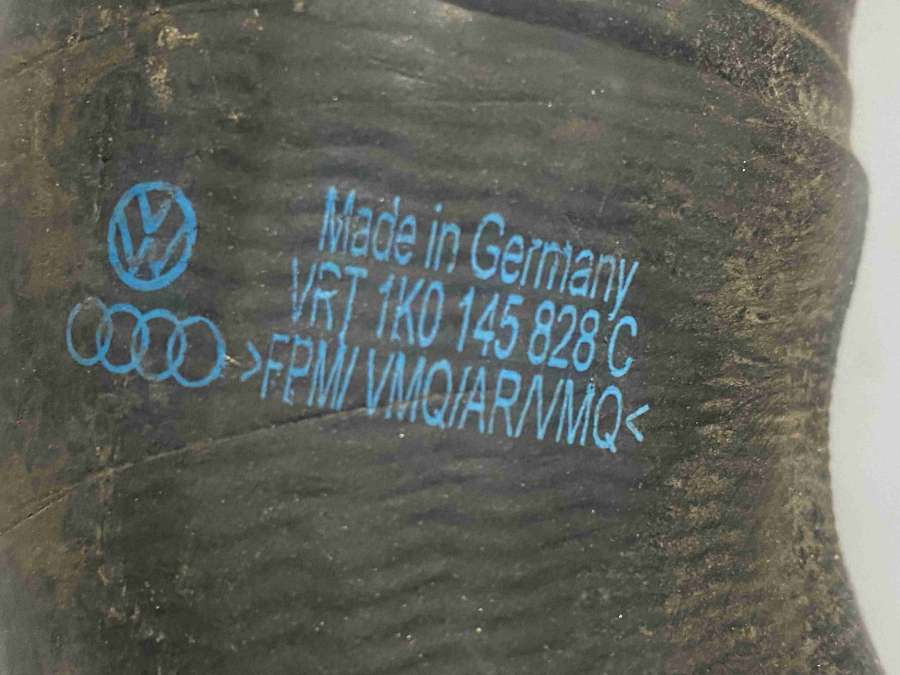 Made in Germany
VRT 1K0 145 828 C
>FPM/ VMQ/AR/VMQ<